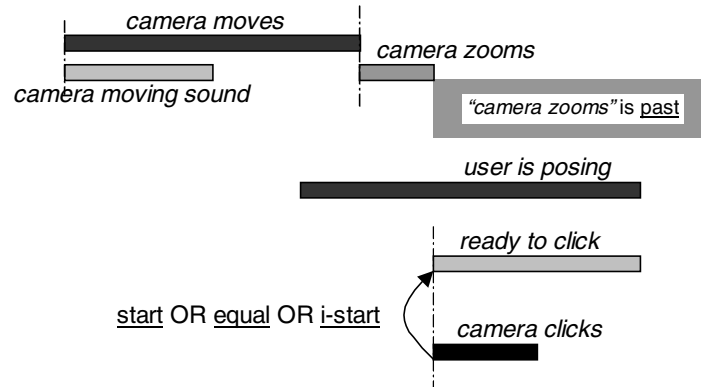 camera moves
camera zooms
camera moving sound
“camera zooms” is past
user is posing
ready to click
start OR equal OR i-start
camera clicks